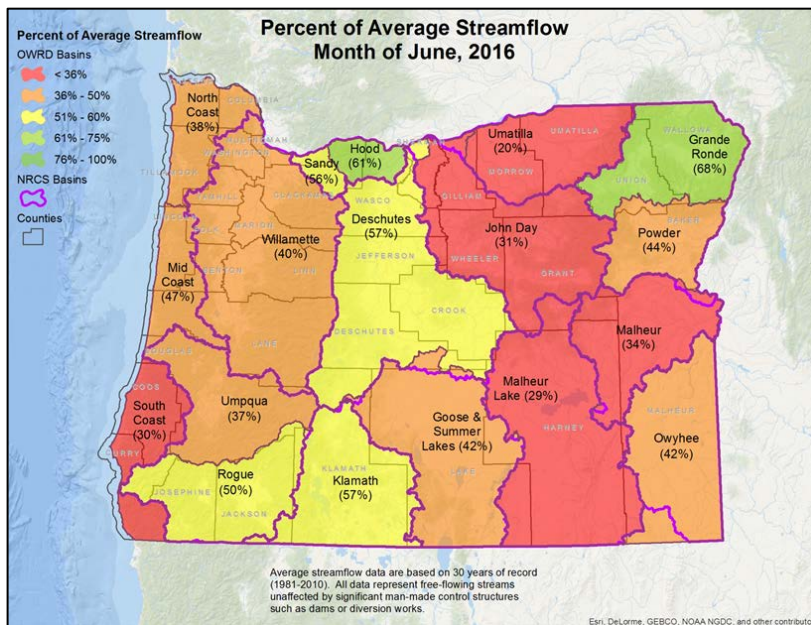 Percent of Average Streamflow
Month of June, 2016
Percent of Average Streamflow
OWRD Basins
< 36%
36% - 50%
51% - 60%
61% - 75%
76% - 100%
NRCS Basins
Counties
North
Coast
(38%)
COLUMBIA
TILLAMOOK
WASHINGTON
YAMHILL
CLACKAMAS
MARION
LINN
LANE
Willamette
(40%)
Sandy
(56%)
Hood
(61%)
SHERMAN
WASCO
Deschutes
(57%)
JEFFERSON
CROOK
DESCHUTES
Umatilla
(20%)
UMATILLA
MORROW
GILLIAM
John Day
(31%)
WHEELER
GRANT
WALLOWA
Grande
Ronde
(68%)
UNION
BAKER
Powder
(44%)
Mid
Coast
(47%)
LINCOLN
BENTON
DOUGLAS
COOS
South
Coast
(30%)
CURRY
Umpqua
(37%)
Rogue
(50%)
JOSEPHINE
JACKSON
KLAMATH
Klamath
(57%)
Goose &
Summer
Lakes (42%)
LAKE
Malheur
Lake (29%)
HARNEY
Malheur
(34%)
MALHEUR
Owyhee
(42%)
Average streamflow data are based on 30 years of record
(1981-2010). All data represent free-flowing streams
unaffected by significant man-made control structures
such as dams or diversion works.
Esri, DeLorme, GEBCO, NOAA NGDC, and other contribut